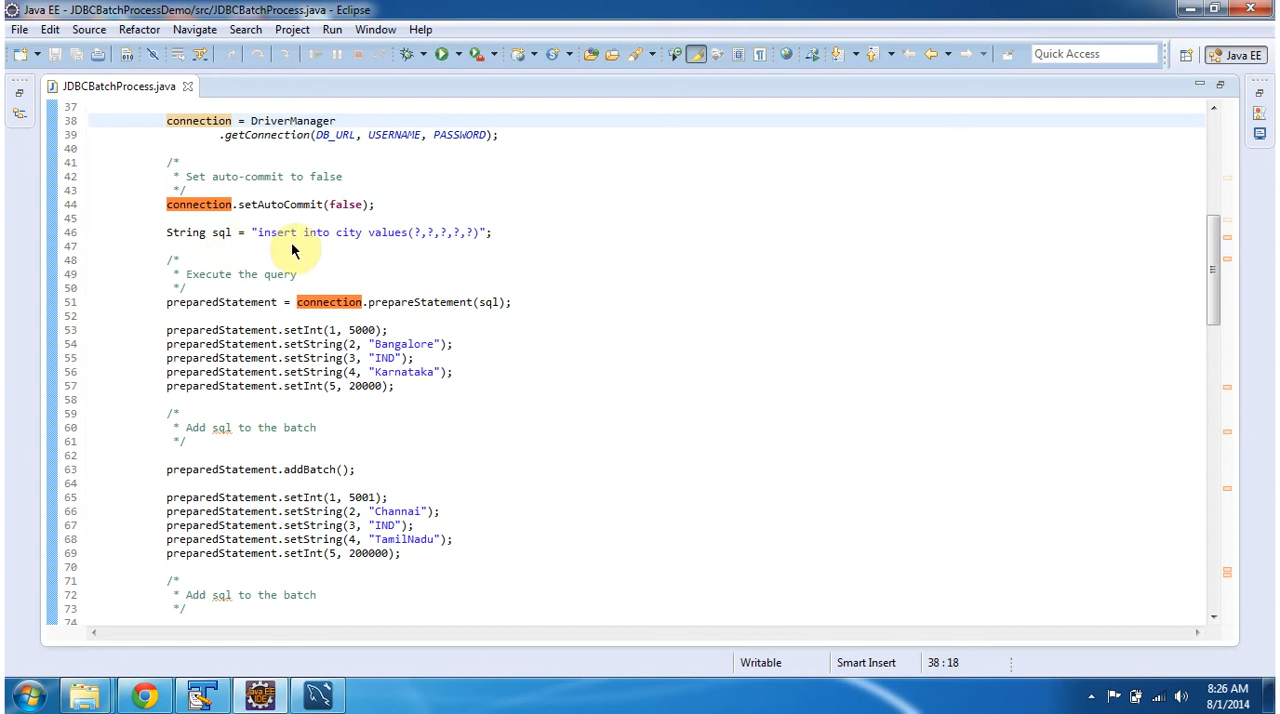 Java EE - JDBCBatchProcessDemo/src/JDBCBatchProcess.java - Eclipse
File Edit Source Refactor Navigate Search Project Run Window Help
Quick Access
Java EE
JDBCBatchProcess.java
37
38 connection = DriverManager
39 .getConnection(DB_URL, USERNAME, PASSWORD);
40
41 /*
42 * Set auto-commit to false
43 */
44 connection.setAutoCommit(false);
45
46 String sql = "insert into city values(?,?,?,?,?)";
47
48 /*
49 * Execute the query
50 */
51 preparedStatement = connection.prepareStatement(sql);
52
53 preparedStatement.setInt(1, 5000);
54 preparedStatement.setString(2, "Bangalore");
55 preparedStatement.setString(3, "IND");
56 preparedStatement.setString(4, "Karnataka");
57 preparedStatement.setInt(5, 20000);
58
59 /*
60 * Add sql to the batch
61 */
62
63 preparedStatement.addBatch();
64
65 preparedStatement.setInt(1, 5001);
66 preparedStatement.setString(2, "Channai");
67 preparedStatement.setString(3, "IND");
68 preparedStatement.setString(4, "TamilNadu");
69 preparedStatement.setInt(5, 200000);
70
71 /*
72 * Add sql to the batch
73 */
74
Writable Smart Insert 38 : 18
Java EE
IDE
8:26 AM
8/1/2014